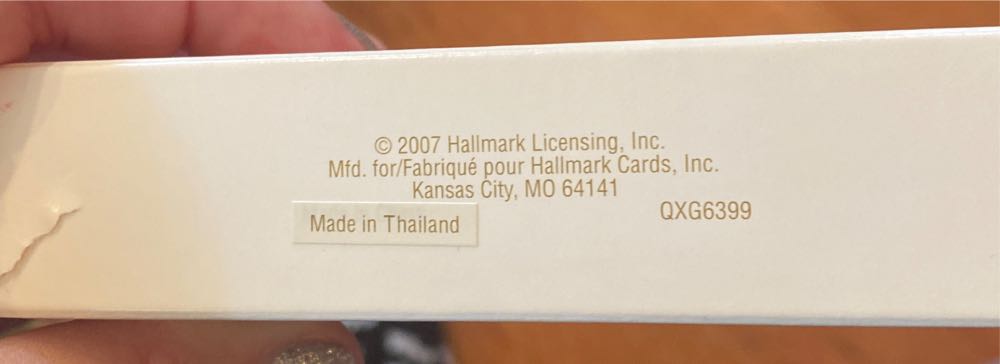 © 2007 Hallmark Licensing, Inc.
Mfd. for/Fabriqué pour Hallmark Cards, Inc.
Kansas City, MO 64141
Made in Thailand
QXG6399